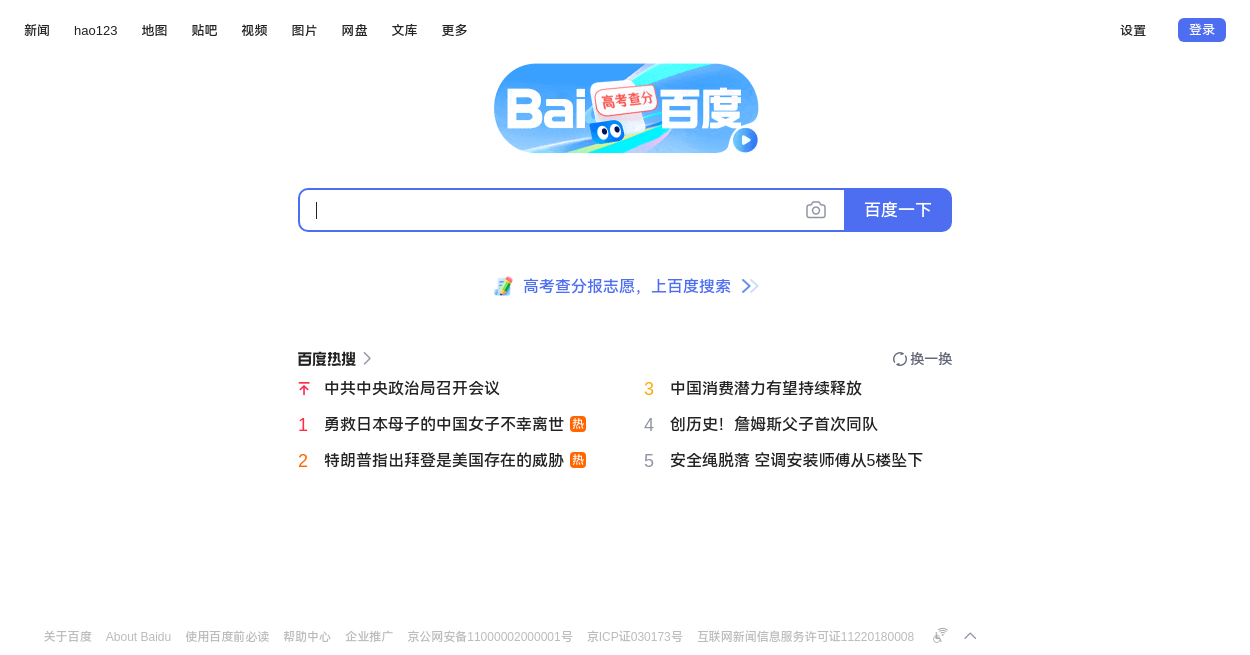 新闻 hao123 地图 贴吧 视频 图片 网盘 文库 更多 设置 登录
Bai 高考查分 百度
百度一下
高考查分报志愿，上百度搜索
百度热搜 换一换
中共中央政治局召开会议
1 勇救日本母子的中国女子不幸离世 热
2 特朗普指出拜登是美国存在的威胁 热
3 中国消费潜力有望持续释放
4 创历史！詹姆斯父子首次同队
5 安全绳脱落 空调安装师傅从5楼坠下
关于百度 About Baidu 使用百度前必读 帮助中心 企业推广 京公网安备11000002000001号 京ICP证030173号 互联网新闻信息服务许可证11220180008